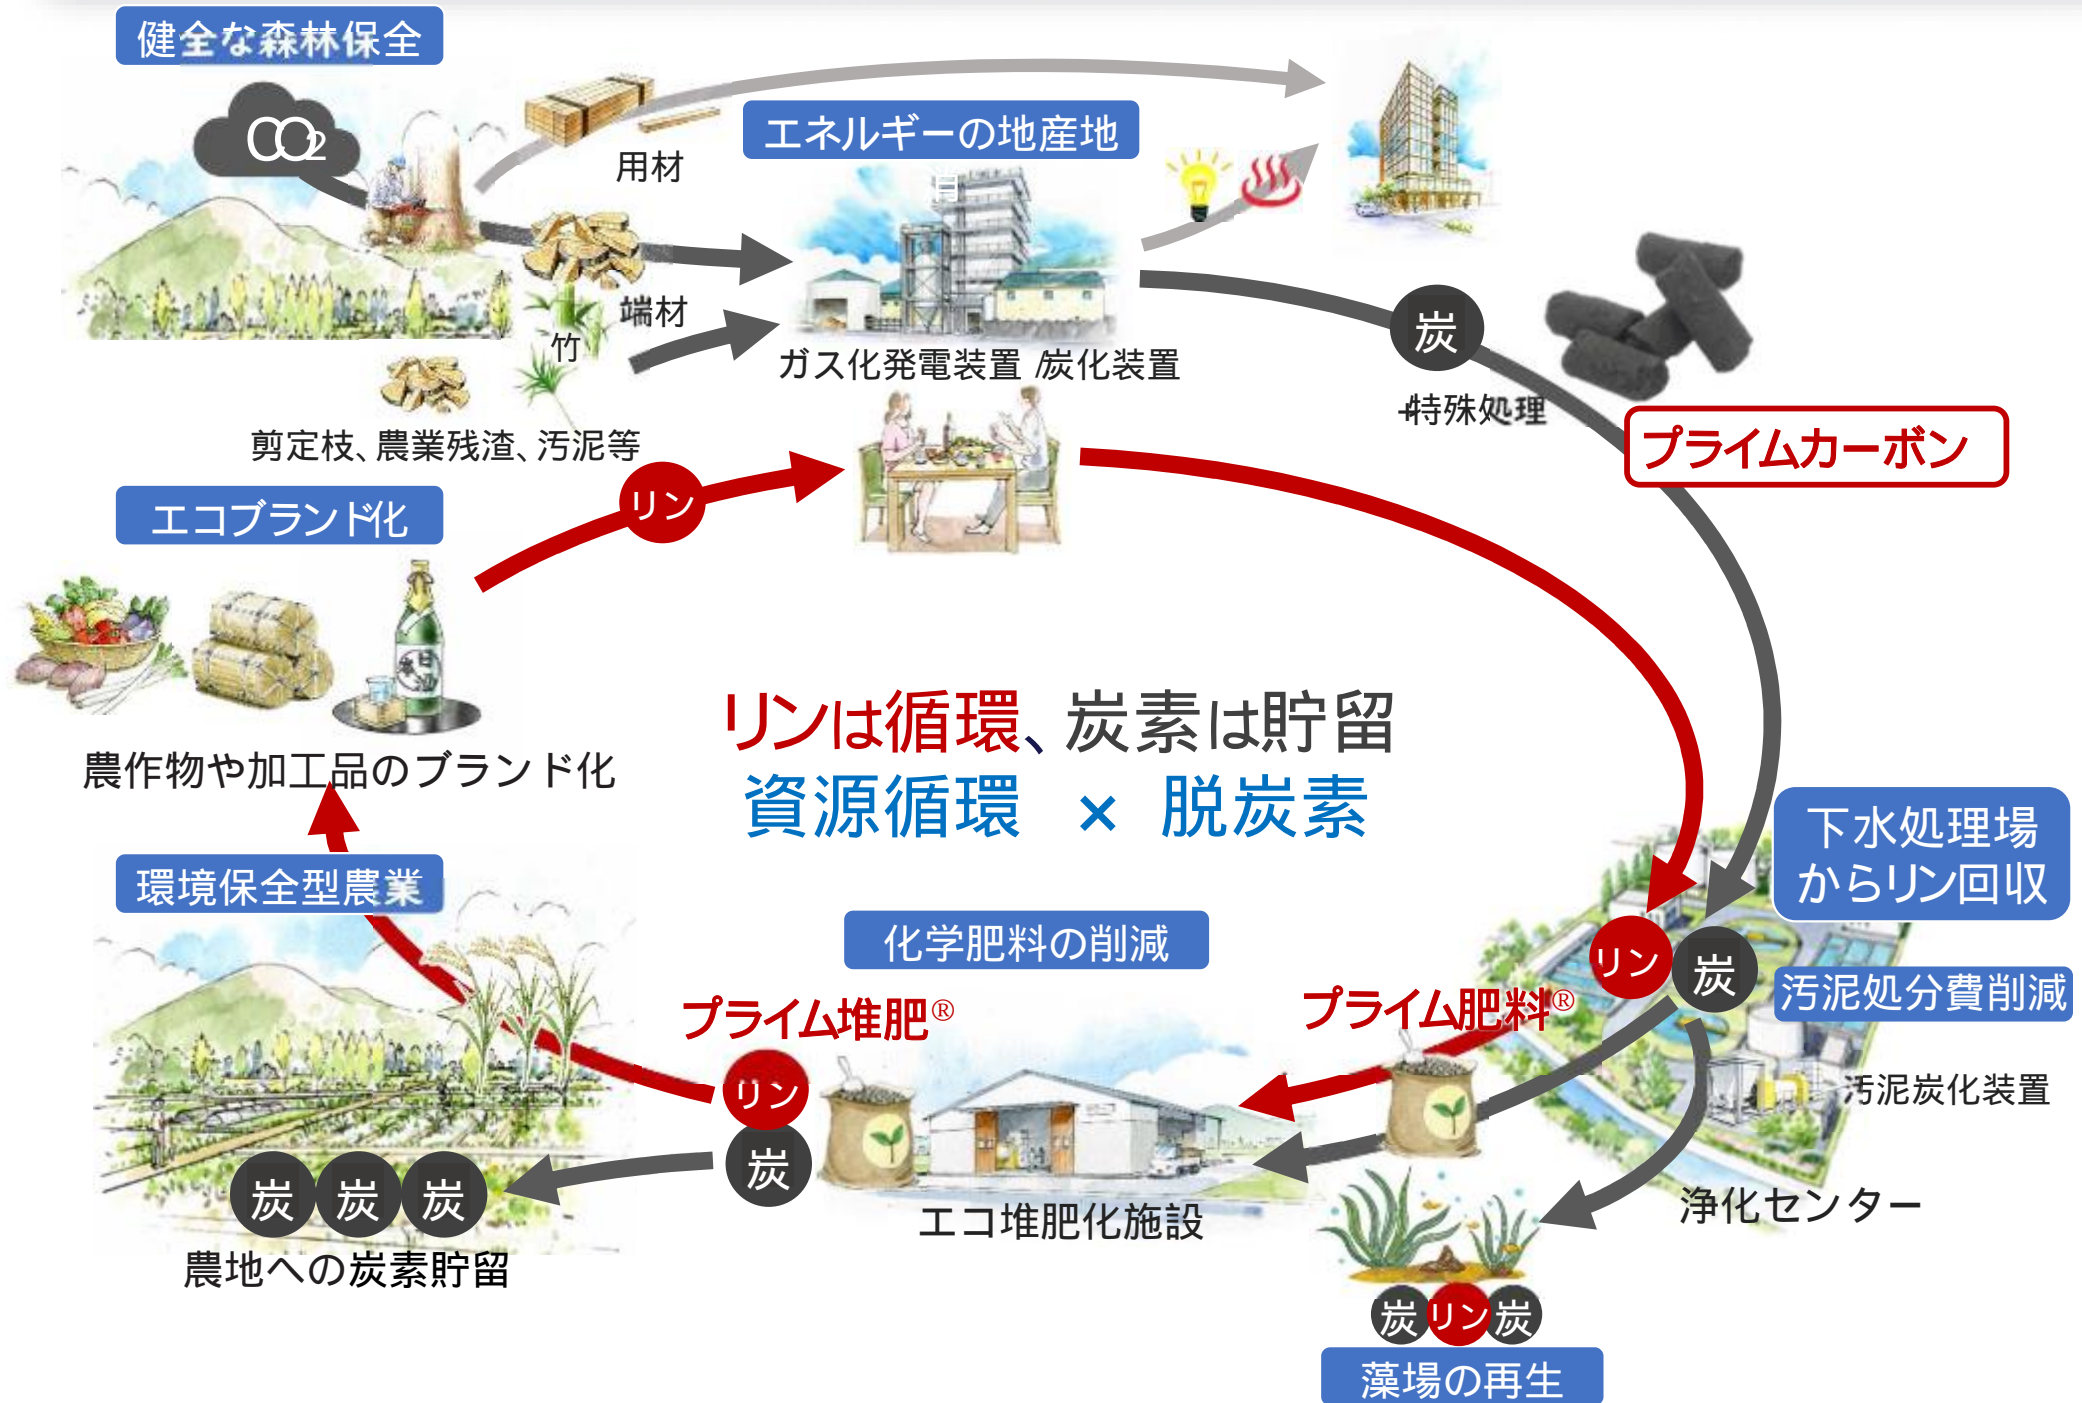 健全な森林保全
CO2
用材
エネルギーの地産地
消
端材
竹
ガス化発電装置/炭化装置
炭
+特殊処理
プライムカーボン
剪定枝、農業残渣、汚泥等
リン
エコブランド化
日本酒
農作物や加工品のブランド化
リンは循環、炭素は貯留
資源循環 × 脱炭素
下水処理場
からリン回収
環境保全型農業
化学肥料の削減
リン
炭
汚泥処分費削減
プライム堆肥®
プライム肥料®
汚泥炭化装置
リン
炭
炭 炭 炭
農地への炭素貯留
エコ堆肥化施設
浄化センター
炭 リン 炭
藻場の再生